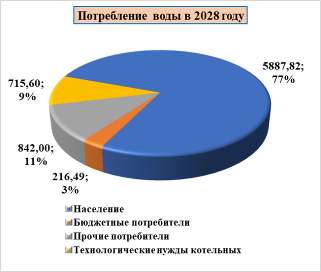 Потребление воды в 2028 году
5887,82;
77%
715,60;
9%
842,00;
11%
216,49;
3%
Население
Бюджетные потребители
Прочие потребители
Технологические нужды котельных